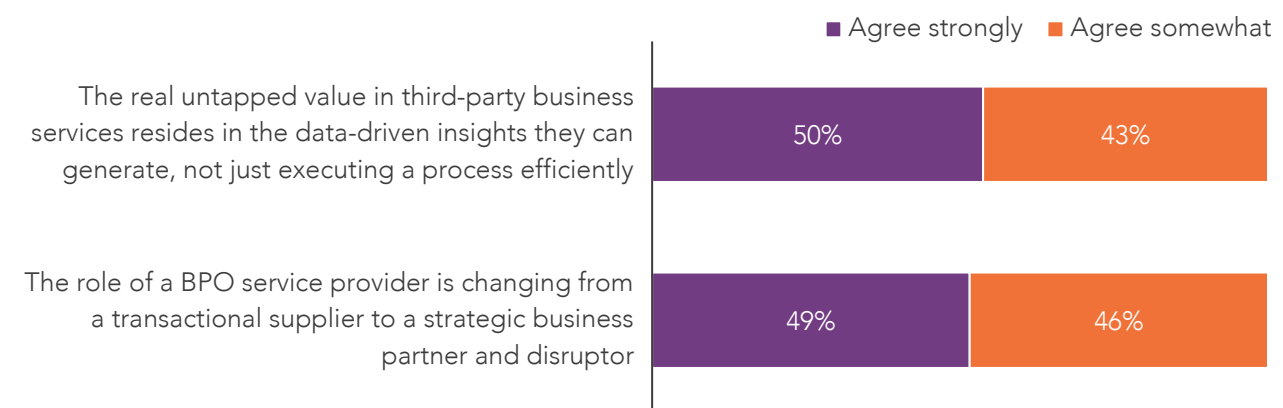 Agree strongly Agree somewhat
The real untapped value in third-party business
services resides in the data-driven insights they can
generate, not just executing a process efficiently
50% 43%
The role of a BPO service provider is changing from
a transactional supplier to a strategic business
partner and disruptor
49% 46%